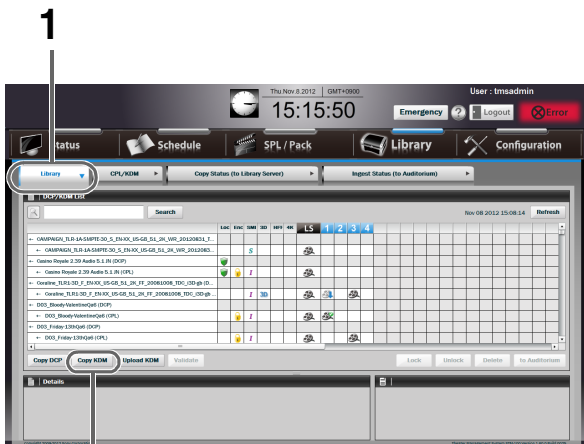 1
Thu.Nov.8.2012 GMT+0900
15:15:50
User : tmsadmin
Emergency ? Logout Error
Status Schedule SPL / Pack Library Configuration
Library CPL/KDM Copy Status (to Library Server) Ingest Status (to Auditorium)
DCP/KDM List
Search Nov 08 2012 15:08:14 Refresh
Loc Enc SMI 3D HFR 4K LS 1 2 3 4
← CAMPAIGN_TLR-1A-SMPTE-30_S_EN-XX_US-GB_51_2K_WR_20120831_T...
← CAMPAIGN_TLR-1A-SMPTE-30_S_EN-XX_US-GB_51_2K_WR_2012083... S
← Casino Royale 2.39 Audio 5.1 JN (DCP)
← Casino Royale 2.39 Audio 5.1 JN (CPL) I
← Coraline_TLR1-3D_F_EN-XX_US-GB_51_2K_FF_20081008_TDC_i3D-gb (D...
← Coraline_TLR1-3D_F_EN-XX_US-GB_51_2K_FF_20081008_TDC_i3D-gb ... I 3D
← D03_Bloody-ValentineQa6 (DCP)
← D03_Bloody-ValentineQa6 (CPL) I
← D03_Friday-13thQa6 (DCP)
← D03_Friday-13thQa6 (CPL) I
Copy DCP Copy KDM Upload KDM Validate Lock Unlock Delete to Auditorium
Details